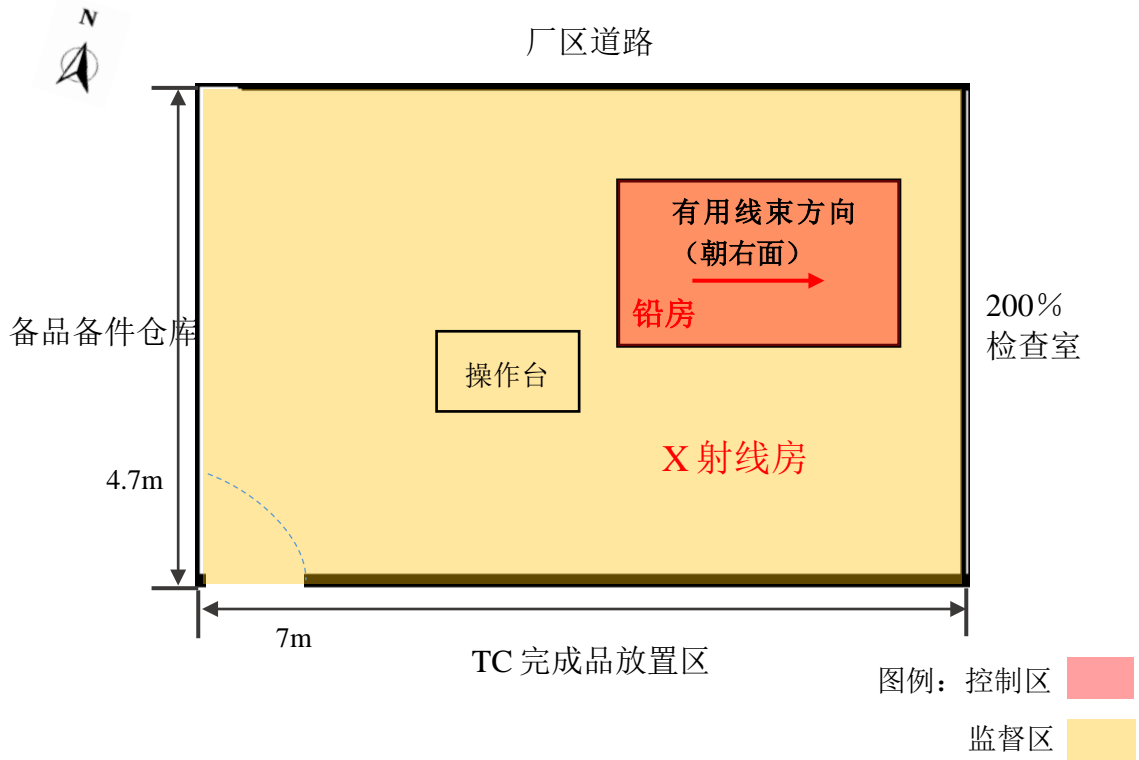 N
厂区道路
有用线束方向
（朝右面）
铅房
备品备件仓库
200%
检查室
操作台
X 射线房
4.7m
7m
TC 完成品放置区
图例：控制区
监督区